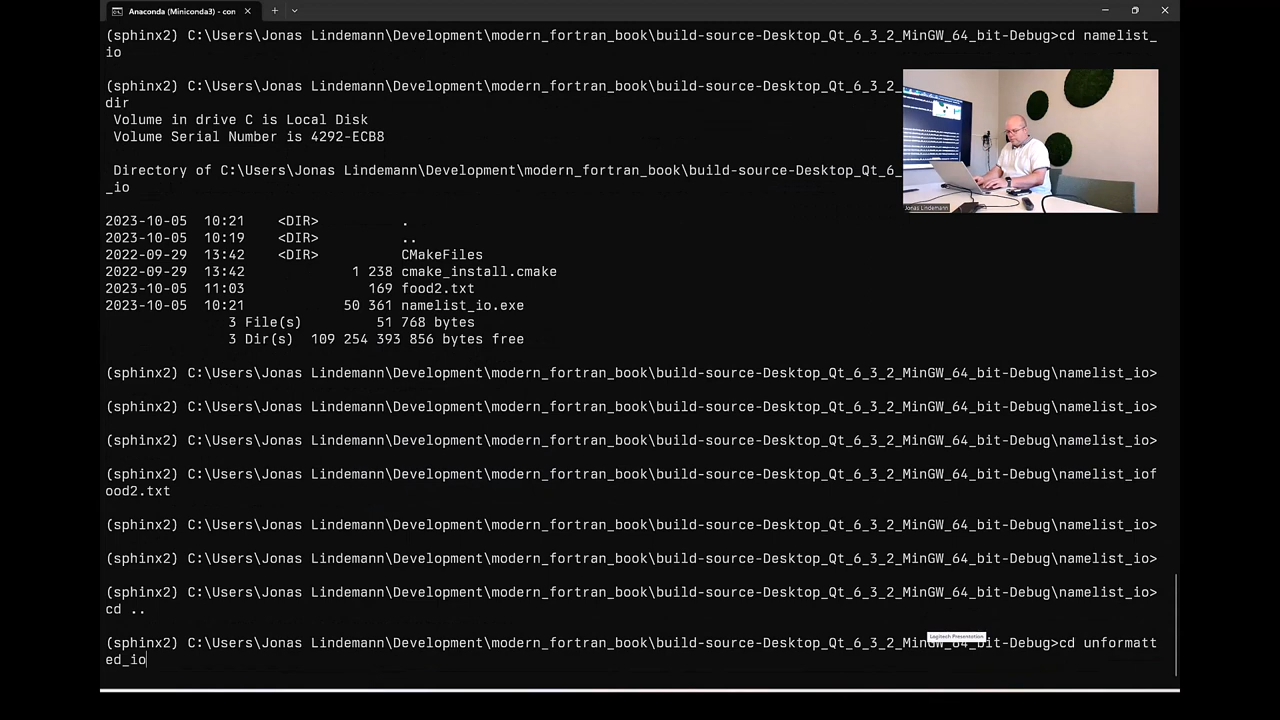 Anaconda (Miniconda3) - con
(sphinx2) C:\Users\Jonas Lindemann\Development\modern_fortran_book\build-source-Desktop_Qt_6_3_2_MinGW_64_bit-Debug>cd namelist_
io
(sphinx2) C:\Users\Jonas Lindemann\Development\modern_fortran_book\build-source-Desktop_Qt_6_3_2_
dir
Volume in drive C is Local Disk
Volume Serial Number is 4292-ECB8
Directory of C:\Users\Jonas Lindemann\Development\modern_fortran_book\build-source-Desktop_Qt_6_
_io
Jonas Lindemann
2023-10-05 10:21 <DIR> .
2023-10-05 10:19 <DIR> ..
2022-09-29 13:42 <DIR> CMakeFiles
2022-09-29 13:42 1 238 cmake_install.cmake
2023-10-05 11:03 169 food2.txt
2023-10-05 10:21 50 361 namelist_io.exe
3 File(s) 51 768 bytes
3 Dir(s) 109 254 393 856 bytes free
(sphinx2) C:\Users\Jonas Lindemann\Development\modern_fortran_book\build-source-Desktop_Qt_6_3_2_MinGW_64_bit-Debug\namelist_io>
(sphinx2) C:\Users\Jonas Lindemann\Development\modern_fortran_book\build-source-Desktop_Qt_6_3_2_MinGW_64_bit-Debug\namelist_io>
(sphinx2) C:\Users\Jonas Lindemann\Development\modern_fortran_book\build-source-Desktop_Qt_6_3_2_MinGW_64_bit-Debug\namelist_io>
(sphinx2) C:\Users\Jonas Lindemann\Development\modern_fortran_book\build-source-Desktop_Qt_6_3_2_MinGW_64_bit-Debug\namelist_iof
ood2.txt
(sphinx2) C:\Users\Jonas Lindemann\Development\modern_fortran_book\build-source-Desktop_Qt_6_3_2_MinGW_64_bit-Debug\namelist_io>
(sphinx2) C:\Users\Jonas Lindemann\Development\modern_fortran_book\build-source-Desktop_Qt_6_3_2_MinGW_64_bit-Debug\namelist_io>
(sphinx2) C:\Users\Jonas Lindemann\Development\modern_fortran_book\build-source-Desktop_Qt_6_3_2_MinGW_64_bit-Debug\namelist_io>
cd ..
Logitech Presentation
(sphinx2) C:\Users\Jonas Lindemann\Development\modern_fortran_book\build-source-Desktop_Qt_6_3_2_MinGW_64_bit-Debug>cd unformatt
ed_io